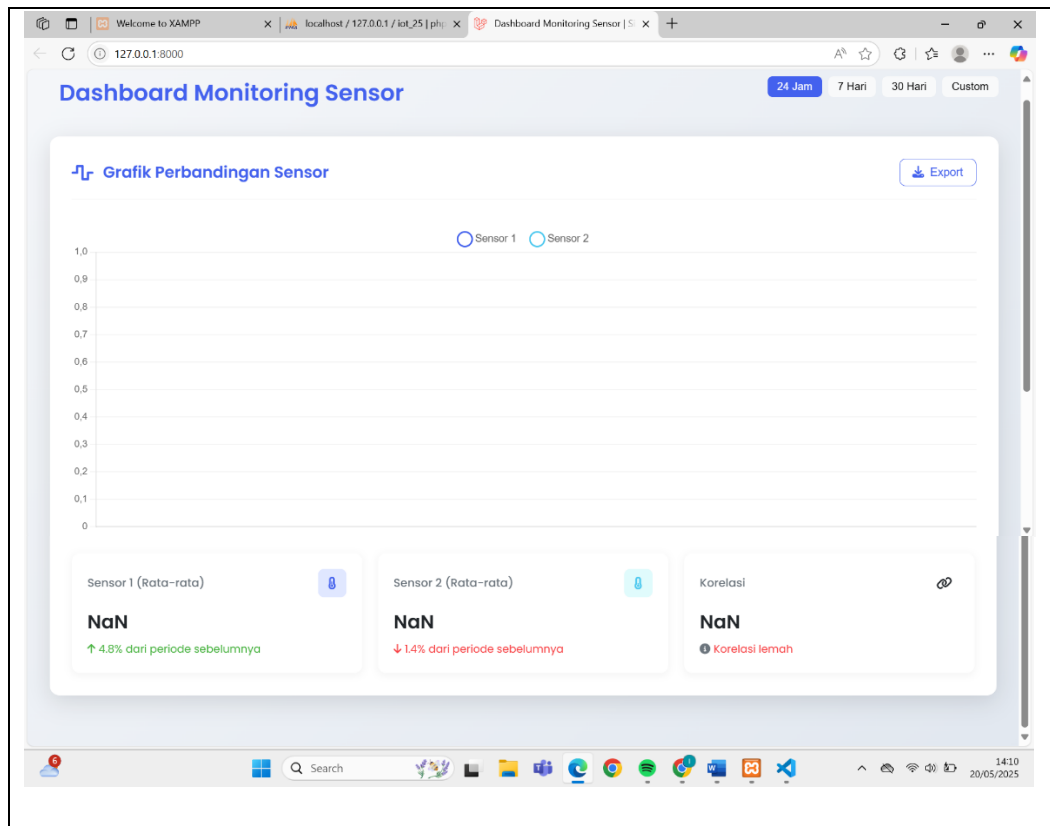 Welcome to XAMPP
localhost / 127.0.0.1 / iot_25 | php
Dashboard Monitoring Sensor | S
127.0.0.1:8000
Dashboard Monitoring Sensor
24 Jam 7 Hari 30 Hari Custom
Grafik Perbandingan Sensor
Export
Sensor 1 Sensor 2
1,0
0,9
0,8
0,7
0,6
0,5
0,4
0,3
0,2
0,1
0
Sensor 1 (Rata-rata)
NaN
↑ 4.8% dari periode sebelumnya
Sensor 2 (Rata-rata)
NaN
↓ 1.4% dari periode sebelumnya
Korelasi
NaN
Korelasi lemah
6
Search
14:10
20/05/2025